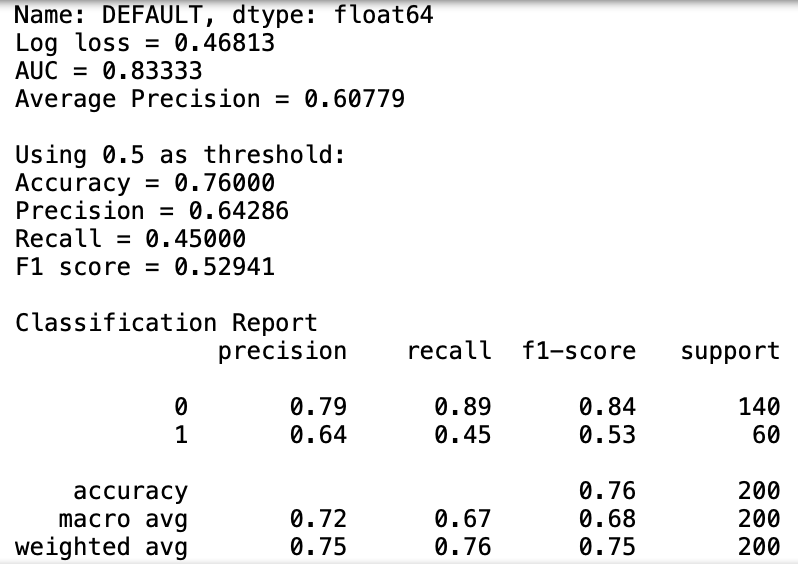 Name: DEFAULT, dtype: float64
Log loss = 0.46813
AUC = 0.83333
Average Precision = 0.60779
Using 0.5 as threshold:
Accuracy = 0.76000
Precision = 0.64286
Recall = 0.45000
F1 score = 0.52941
Classification Report
precision recall f1-score support
0 0.79 0.89 0.84 140
1 0.64 0.45 0.53 60
accuracy 0.76 200
macro avg 0.72 0.67 0.68 200
weighted avg 0.75 0.76 0.75 200